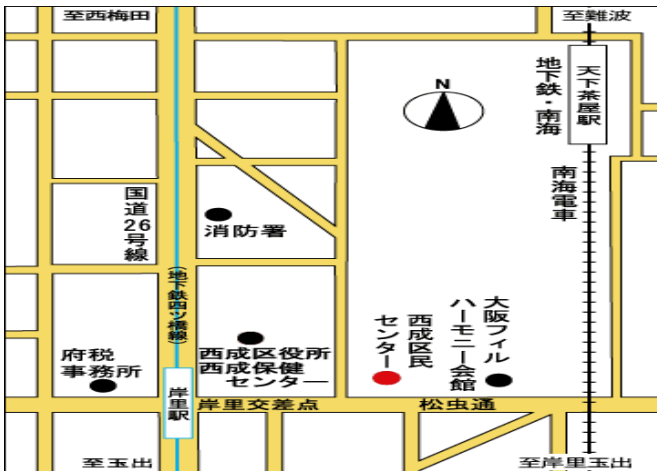 至西梅田
至難波
N
天下茶屋駅
地下鉄・南海
南海電車
国道26号線
消防署
(地下鉄四ツ橋線)
府税
事務所
西成区役所
西成保健
センター
西成区民
センター
大阪フィル
ハーモニー会館
岸里駅
岸里交差点
松虫通
至玉出
至岸里玉出